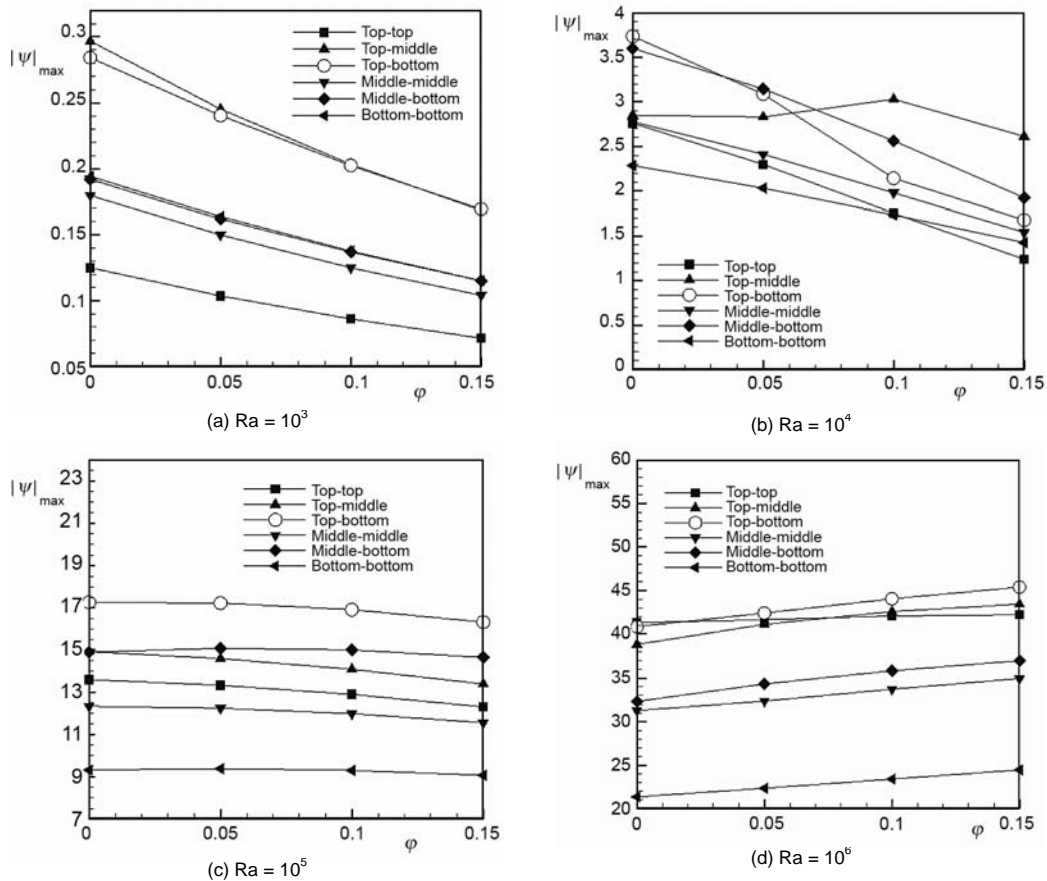 0.3
|ψ|max
0.25
0.2
0.15
0.1
0.05
0
0.05
0.1
0.15
φ
Top-top
Top-middle
Top-bottom
Middle-middle
Middle-bottom
Bottom-bottom
(a) Ra = 10³
4
|ψ|max
3.5
3
2.5
2
1.5
1
0.5
0
0
0.05
0.1
0.15
φ
Top-top
Top-middle
Top-bottom
Middle-middle
Middle-bottom
Bottom-bottom
(b) Ra = 10⁴
23
|ψ|max
21
19
17
15
13
11
9
7
0
0.05
0.1
0.15
φ
Top-top
Top-middle
Top-bottom
Middle-middle
Middle-bottom
Bottom-bottom
(c) Ra = 10⁵
60
|ψ|max
55
50
45
40
35
30
25
20
0
0.05
0.1
0.15
φ
Top-top
Top-middle
Top-bottom
Middle-middle
Middle-bottom
Bottom-bottom
(d) Ra = 10⁶